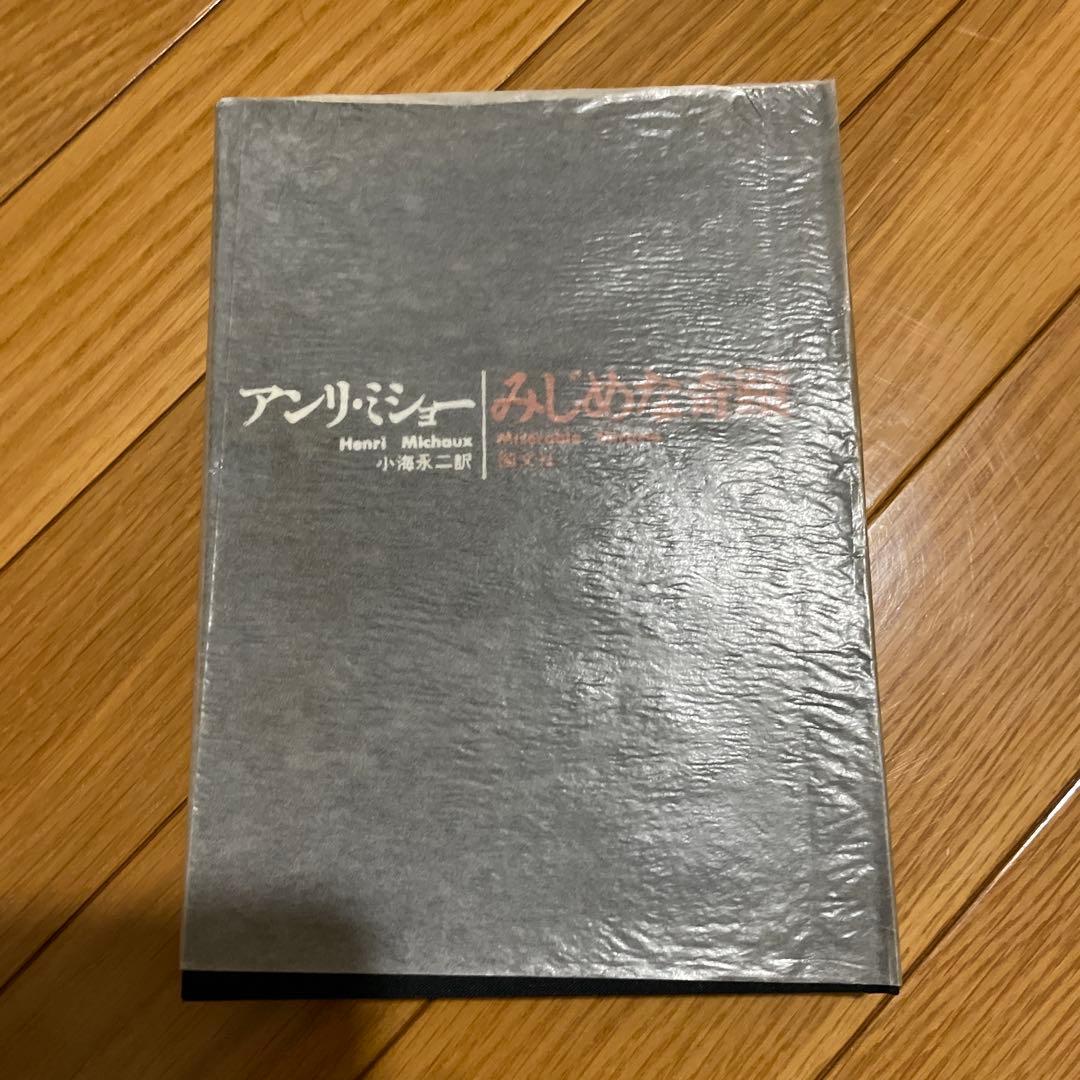 アンリ・ミショー
Henri Michaux
小海永二訳
みじめな奇蹟
Misérable Miracle
国文社